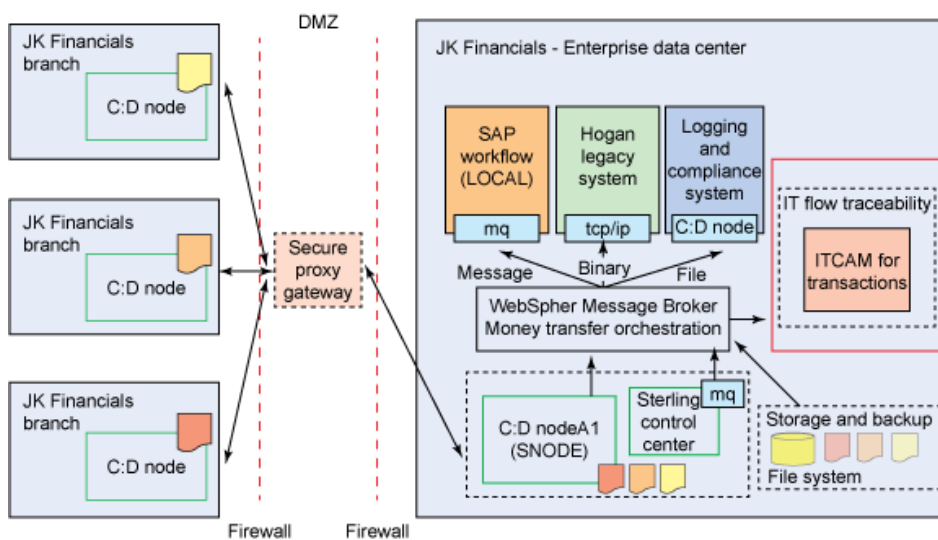 DMZ
JK Financials
branch
C:D node
JK Financials
branch
C:D node
JK Financials
branch
C:D node
Secure
proxy
gateway
Firewall
Firewall
JK Financials - Enterprise data center
SAP
workflow
(LOCAL)
mq
Hogan
legacy
system
tcp/ip
Logging
and
compliance
system
C:D node
Message
Binary
File
WebSpher Message Broker
Money transfer orchestration
IT flow traceability
ITCAM for
transactions
C:D nodeA1
(SNODE)
mq
Sterling
control
center
Storage and backup
File system